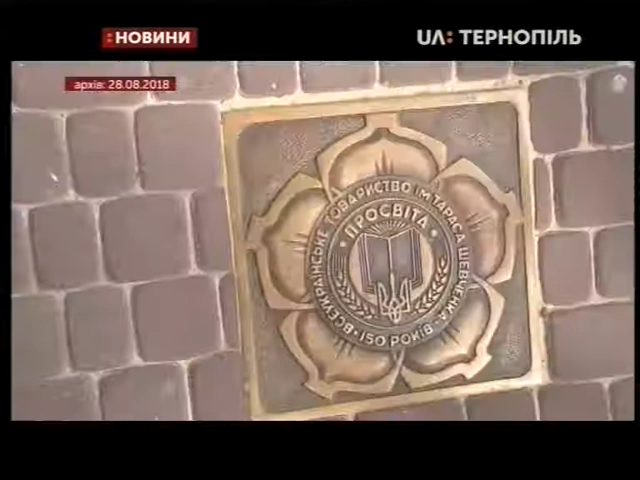 :НОВИНИ
UA: ТЕРНОПІЛЬ
архів: 28.08.2018
ВСЕУКРАЇНСЬКЕ ТОВАРИСТВО ІМ. ТАРАСА ШЕВЧЕНКА
·ПРОСВІТА·
·150 РОКІВ·